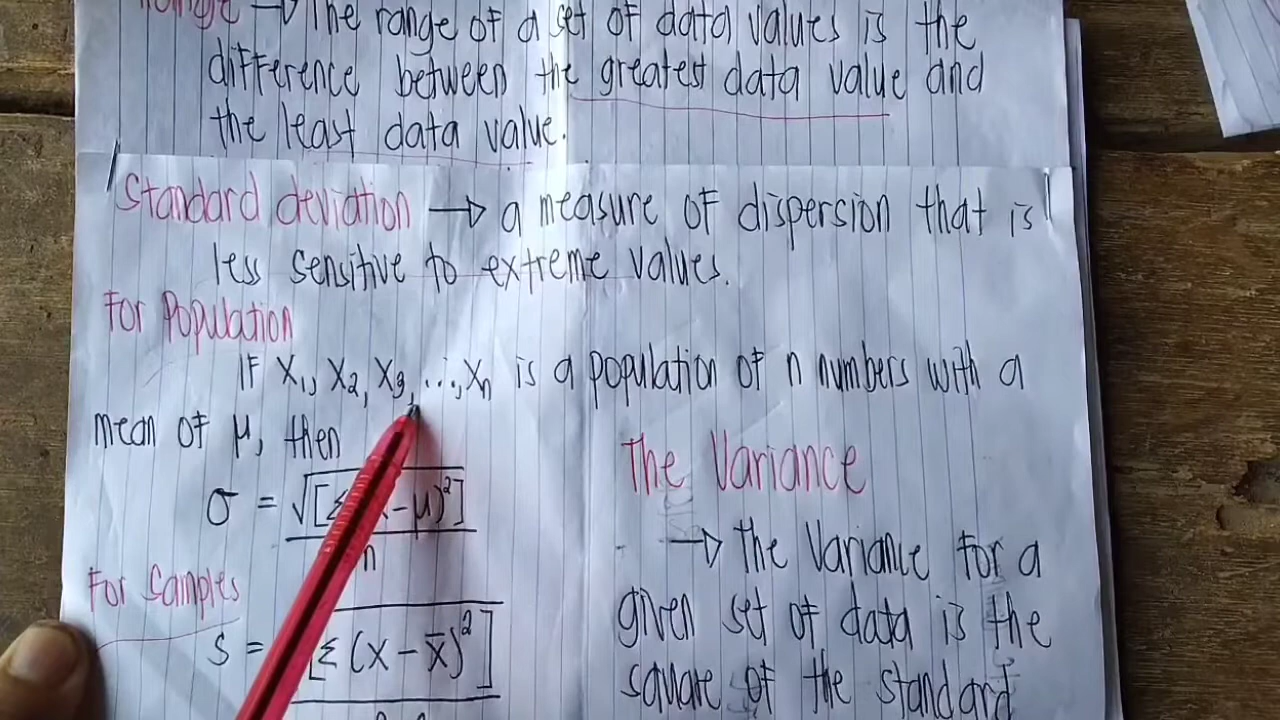 Range → The range of a set of data values is the
difference between the greatest data value and
the least data value.
Standard deviation → a measure of dispersion that is
less sensitive to extreme values.
For Population
If X₁, X₂, X₃, ..., Xₙ is a population of n numbers with a
mean of μ, then
σ = √[Σ(x-μ)²]
n
For Samples
s = [Σ(x-x̄)²]
The Variance
→ The Variance for a
given set of data is the
square of the standard